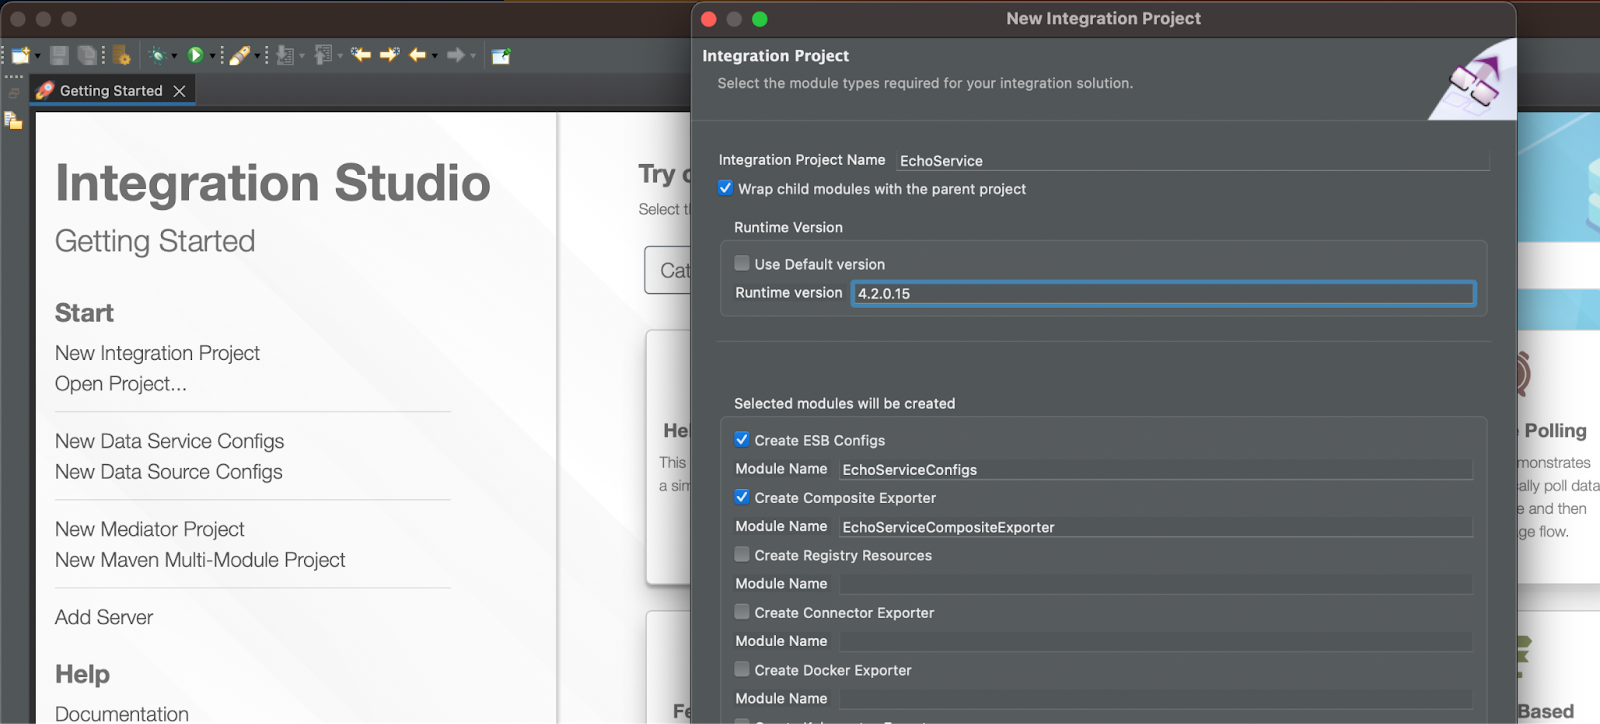 New Integration Project
Integration Project
Select the module types required for your integration solution.
Getting Started
Integration Studio
Getting Started
Start
New Integration Project
Open Project...
New Data Service Configs
New Data Source Configs
New Mediator Project
New Maven Multi-Module Project
Add Server
Help
Documentation
Try
Select
Cat
This
a
Integration Project Name EchoService
Wrap child modules with the parent project
Runtime Version
Use Default version
Runtime version 4.2.0.15
Selected modules will be created
Create ESB Configs
Module Name EchoServiceConfigs
Create Composite Exporter
Module Name EchoServiceCompositeExporter
Create Registry Resources
Module Name
Create Connector Exporter
Module Name
Create Docker Exporter
Module Name
Polling
monstrates
ally poll data
e and then
ge flow.
Based